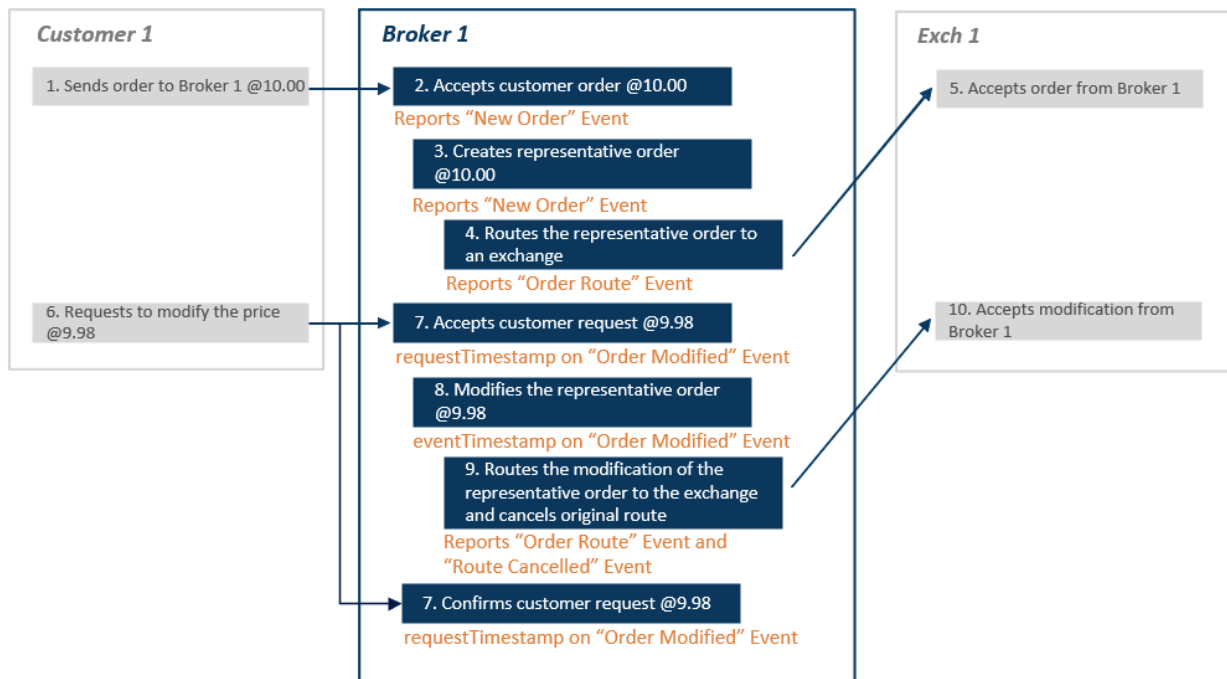 Customer 1
1. Sends order to Broker 1 @10.00
6. Requests to modify the price
@9.98
Broker 1
2. Accepts customer order @10.00
Reports “New Order” Event
3. Creates representative order
@10.00
Reports “New Order” Event
4. Routes the representative order to
an exchange
Reports “Order Route” Event
7. Accepts customer request @9.98
requestTimestamp on “Order Modified” Event
8. Modifies the representative order
@9.98
eventTimestamp on “Order Modified” Event
9. Routes the modification of the
representative order to the exchange
and cancels original route
Reports “Order Route” Event and
“Route Cancelled” Event
7. Confirms customer request @9.98
requestTimestamp on “Order Modified” Event
Exch 1
5. Accepts order from Broker 1
10. Accepts modification from
Broker 1